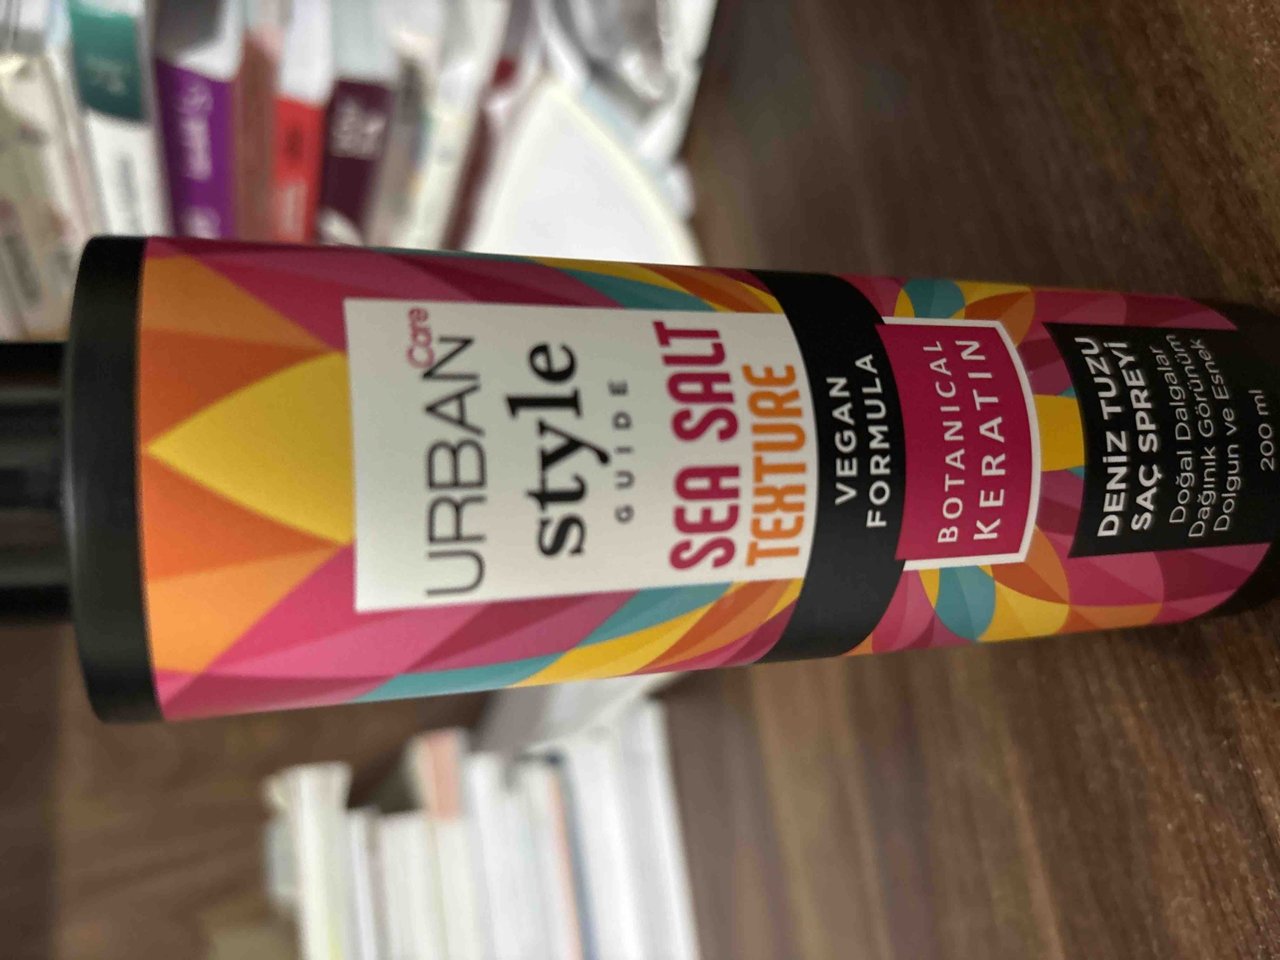 URBAN Care
style
GUIDE
SEA SALT
TEXTURE
VEGAN
FORMULA
BOTANICAL
KERATIN
DENİZ TUZU
SAÇ SPREYİ
Doğal Dalgalar
Dağınık Görünüm
Dolgun ve Esnek
200 ml